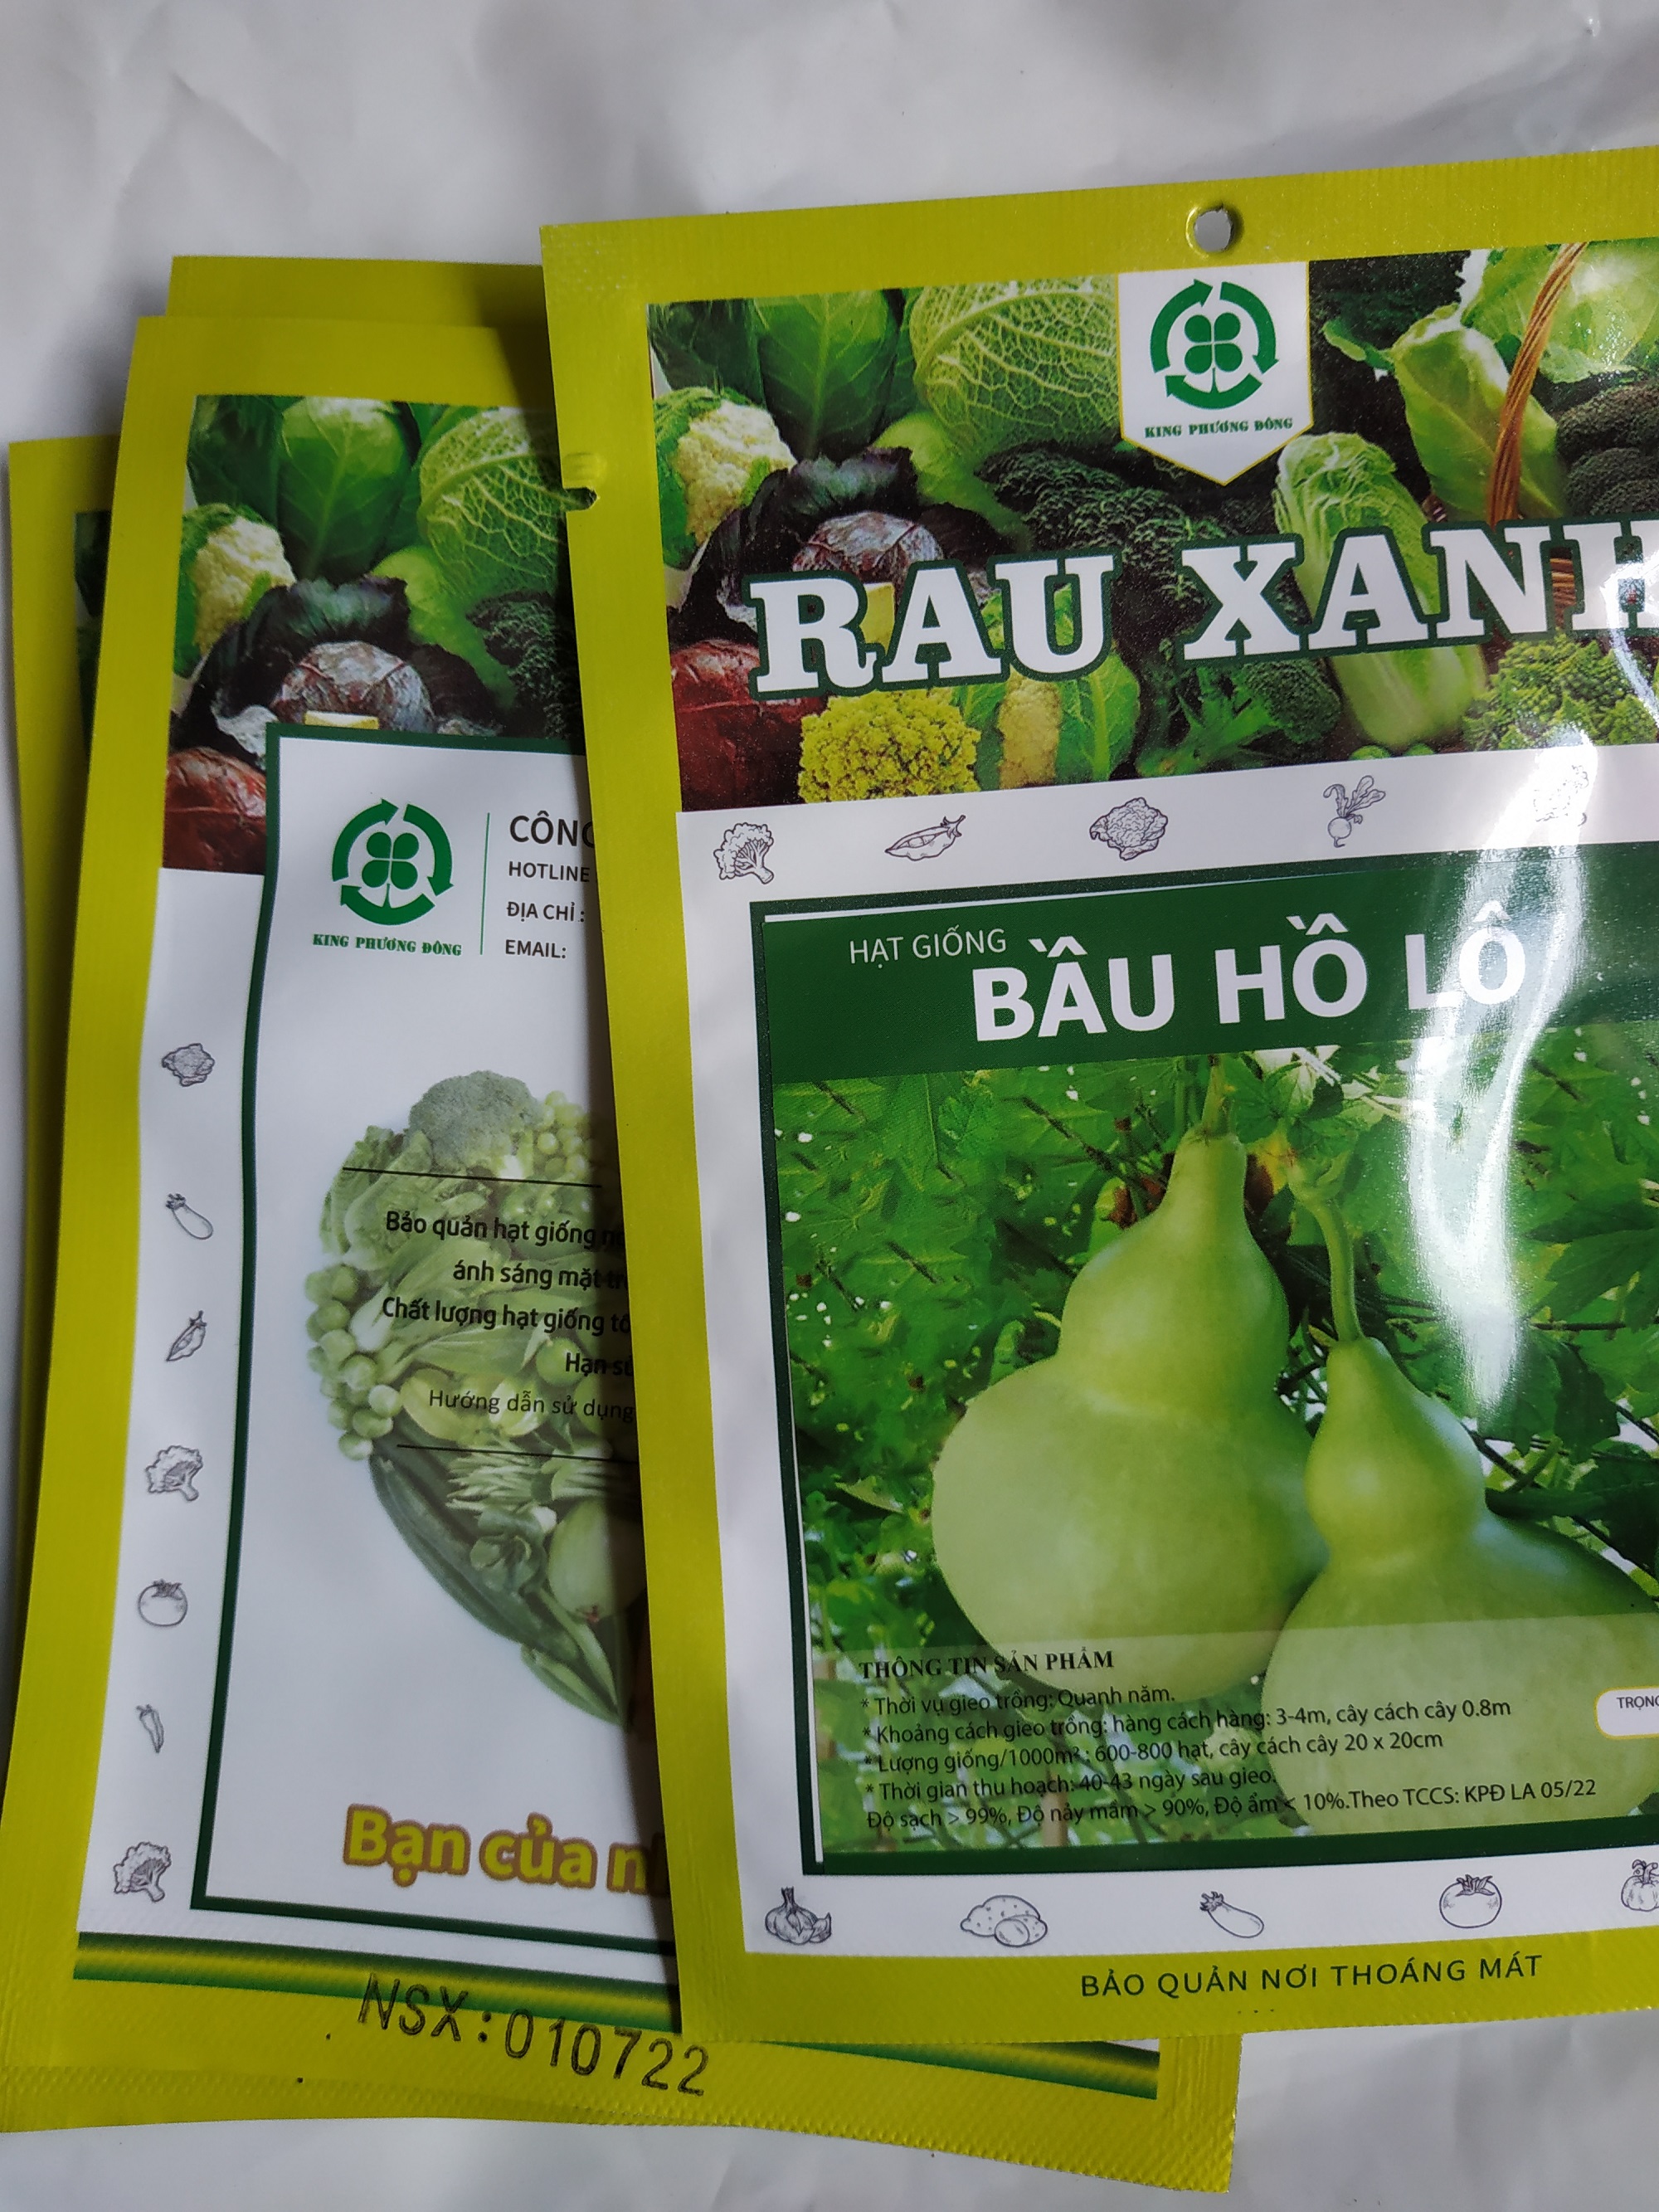 KING PHƯƠNG ĐÔNG
RAU XANH
HẠT GIỐNG
BẦU HỒ LÔ
THÔNG TIN SẢN PHẨM
* Thời vụ gieo trồng: Quanh năm.
* Khoảng cách gieo trồng: hàng cách hàng: 3-4m, cây cách cây 0.8m
* Lượng giống/1000m² : 600-800 hạt, cây cách cây 20 x 20cm
* Thời gian thu hoạch: 40-43 ngày sau gieo.
Độ sạch > 99%, Độ nảy mầm > 90%, Độ ẩm < 10%.Theo TCCS: KPĐ LA 05/22
BẢO QUẢN NƠI THOÁNG MÁT
KING PHƯƠNG ĐÔNG
HOTLINE
ĐỊA CHỈ :
EMAIL:
Bảo quản hạt giống
ánh sáng mặt
Chất lượng hạt giống
Hạn
Hướng dẫn sử dụng
Bạn của
NSX:010722